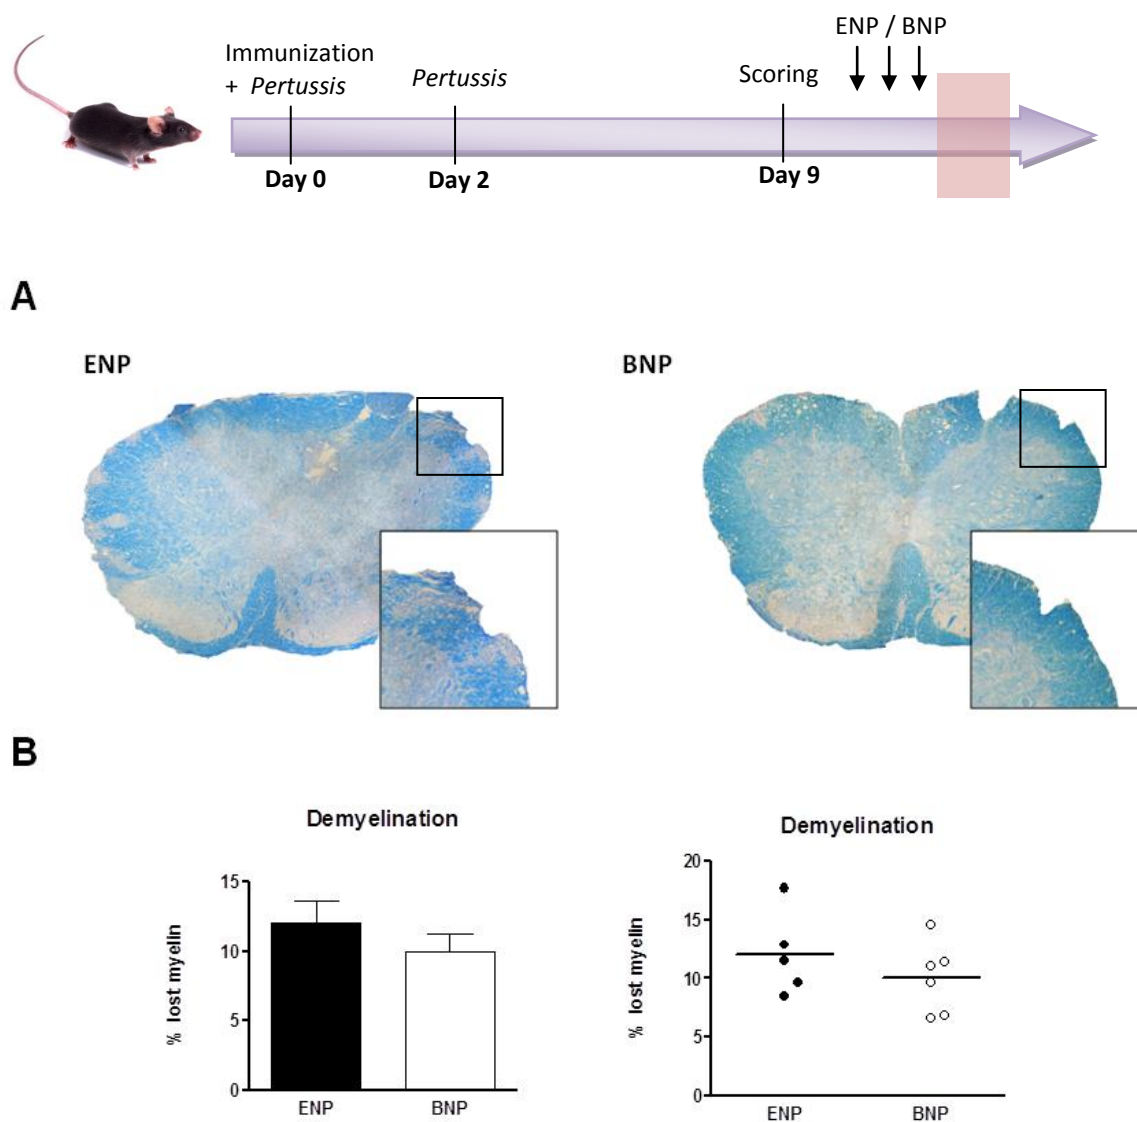 ENP / BNP
Immunization
+ Pertussis
Pertussis
Scoring
Day 0
Day 2
Day 9
A
ENP
BNP
B
Demyelination
% lost myelin
15
10
5
0
ENP
BNP
Demyelination
% lost myelin
20
15
10
5
0
ENP
BNP